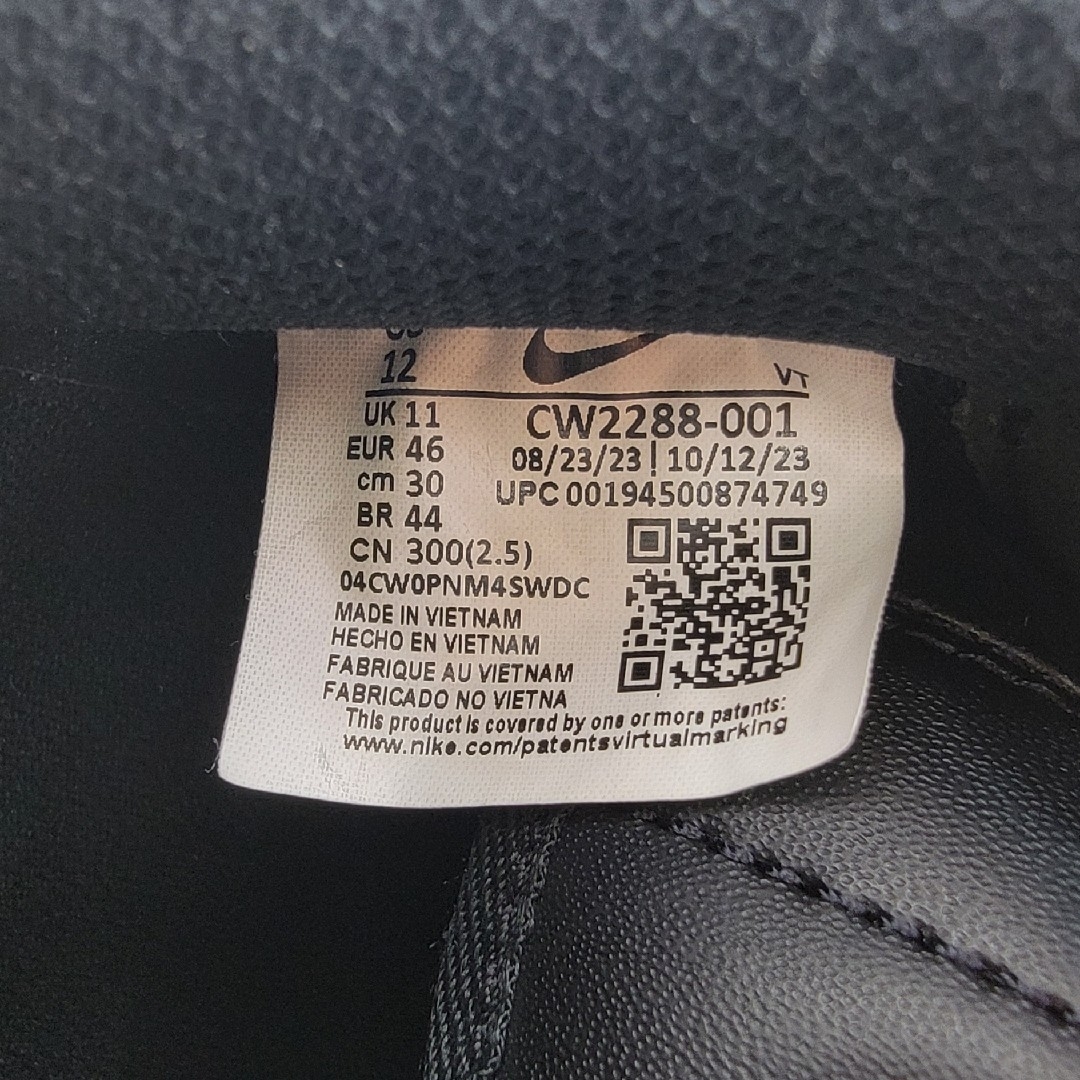 US
12
VT
UK 11
EUR 46
cm 30
BR 44
CN 300(2.5)
CW2288-001
08/23/23 | 10/12/23
UPC 00194500874749
04CW0PNM4SWDC
MADE IN VIETNAM
HECHO EN VIETNAM
FABRIQUE AU VIETNAM
FABRICADO NO VIETNA
This product is covered by one or more patents:
www.nike.com/patentsvirtualmarking